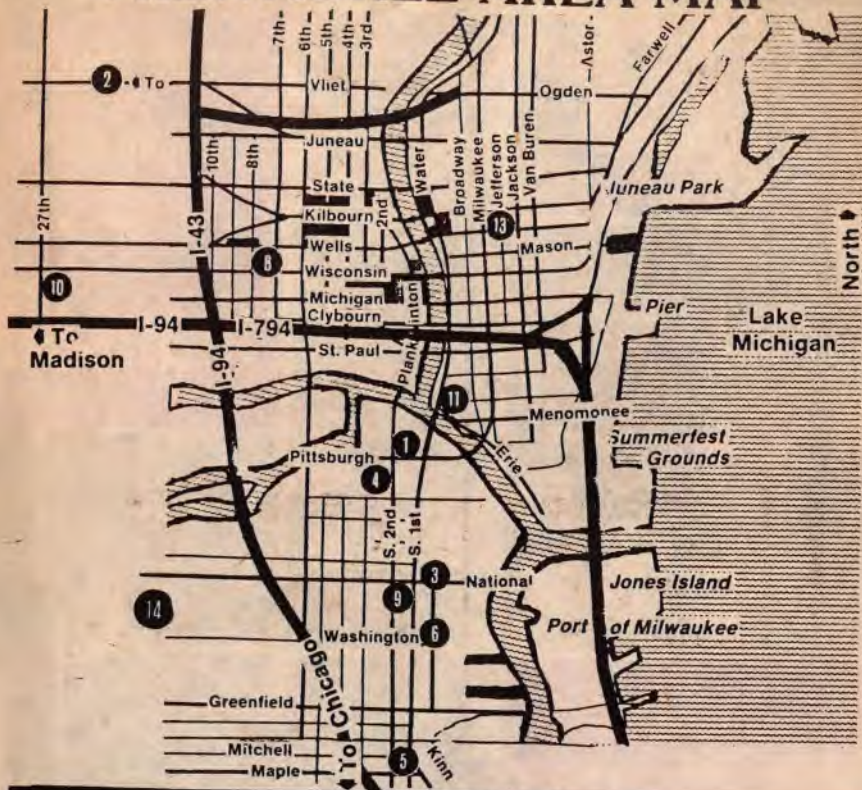 AREA MAP
7th
6th
5th
4th
3rd
Astor
Farwell
2 To
Vliet
Ogden
Juneau
10th
8th
Water
Broadway
Milwaukee
Jefferson
Jackson
Van Buren
State
Juneau Park
27th
I-43
Kilbourn
2nd
13
Wells
Mason
8
Wisconsin
North
10
Michigan
Pier
Clybourn
Plankinton
Lake
Michigan
I-94
I-794
To
Madison
St. Paul
I-94
11
Menomonee
1
Erie
Summerfest
Grounds
Pittsburgh
4
S. 2nd
S. 1st
3
National
Jones Island
9
14
Washington
6
Port of Milwaukee
To Chicago
Greenfield
Mitchell
5
Kinn
Maple